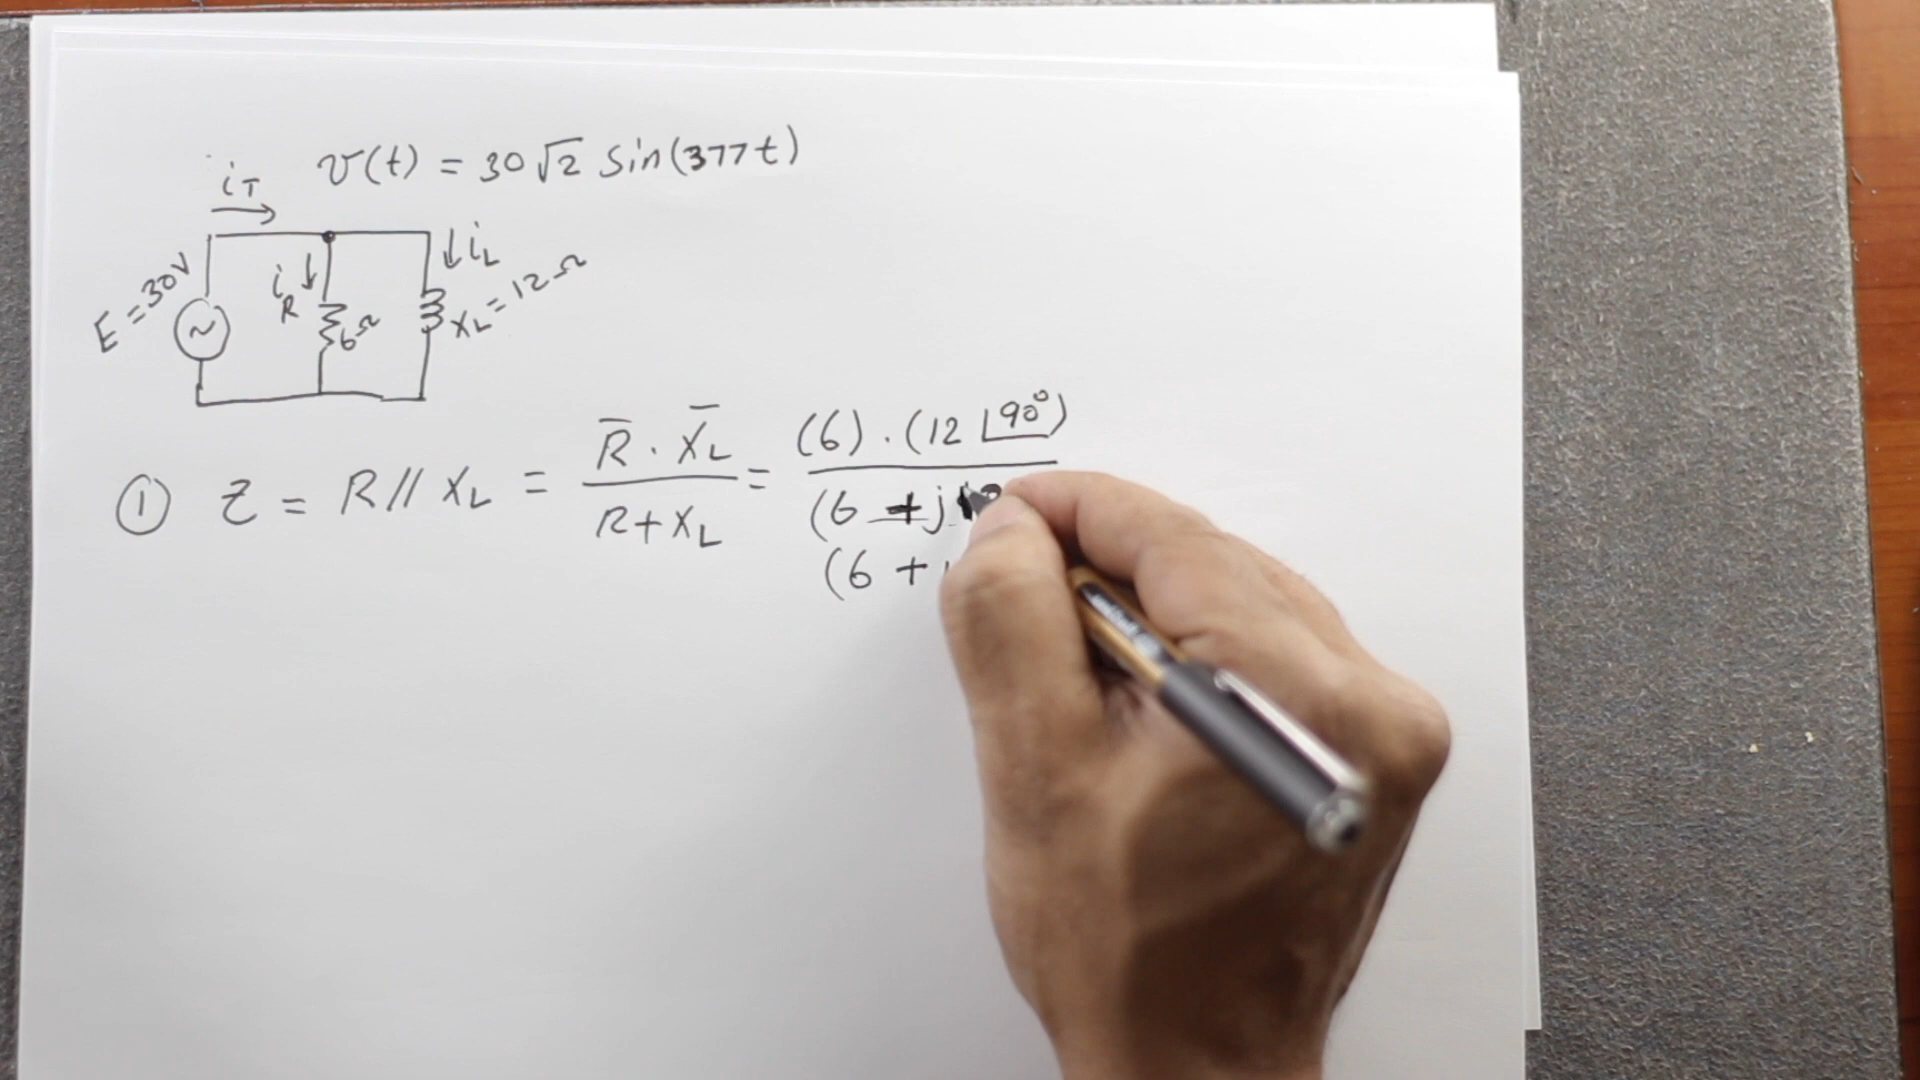 v(t) = 30√2 Sin(377t)
iT
E = 30V
iR
6Ω
iL
XL = 12Ω
① Z = R // XL = R̅ · X̅L / R + XL = (6) · (12 ∠90°) / (6 + j
(6 +